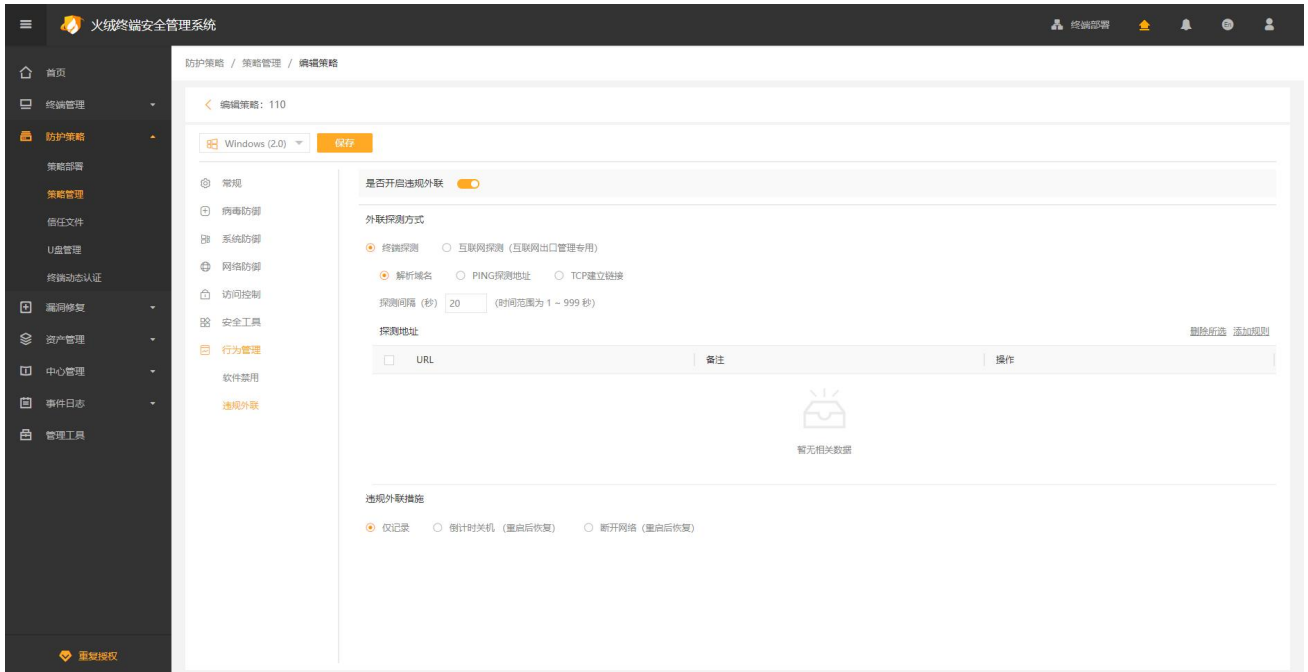 火绒终端安全管理系统
终端部署
En
首页
终端管理
防护策略
策略部署
策略管理
信任文件
U盘管理
终端动态认证
漏洞修复
资产管理
中心管理
事件日志
管理工具
重复授权
防护策略 / 策略管理 / 编辑策略
编辑策略：110
Windows (2.0) 保存
常规
病毒防御
系统防御
网络防御
访问控制
安全工具
行为管理
软件禁用
违规外联
是否开启违规外联
外联探测方式
终端探测 互联网探测（互联网出口管理专用）
解析域名 PING探测地址 TCP建立链接
探测间隔（秒） 20 （时间范围为 1 ~ 999 秒）
探测地址 删除所选 添加规则
URL 备注 操作
暂无相关数据
违规外联措施
仅记录 倒计时关机（重启后恢复） 断开网络（重启后恢复）